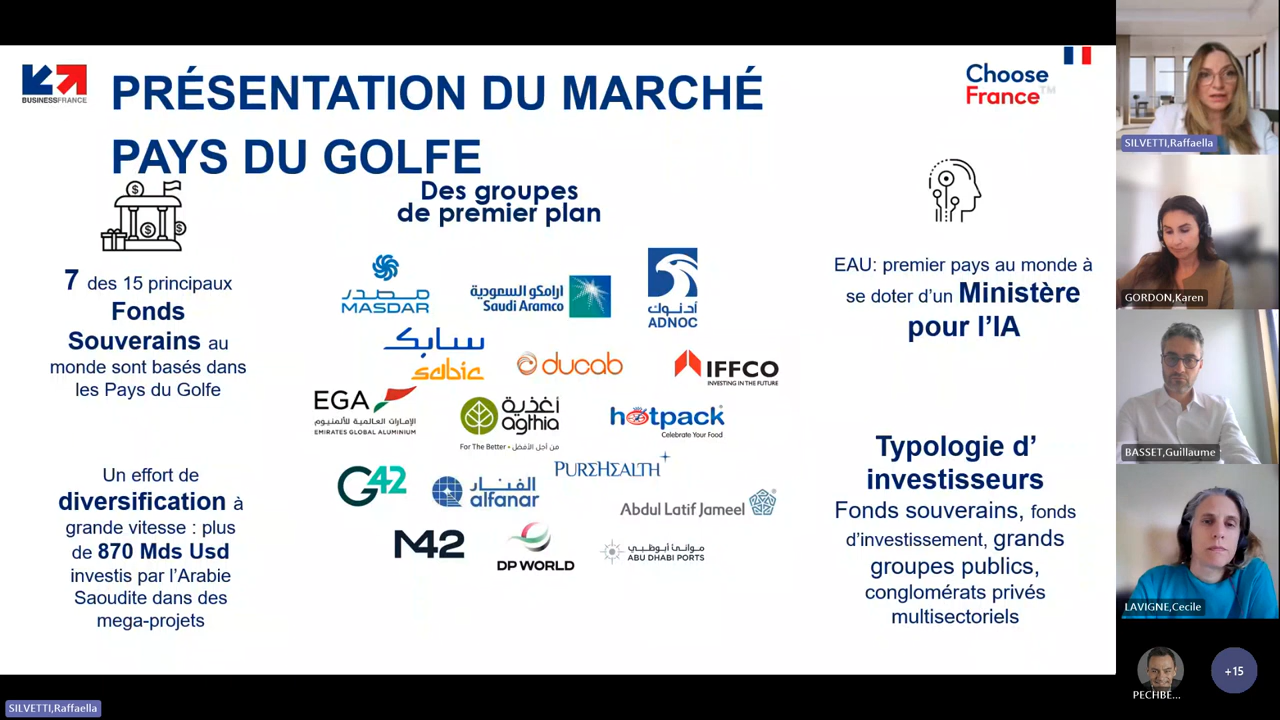 BUSINESSFRANCE
PRÉSENTATION DU MARCHÉ
PAYS DU GOLFE
Choose
France™
7 des 15 principaux
Fonds
Souverains au
monde sont basés dans
les Pays du Golfe
Un effort de
diversification à
grande vitesse : plus
de 870 Mds Usd
investis par l'Arabie
Saoudite dans des
mega-projets
Des groupes
de premier plan
مصدر
MASDAR
أرامكو السعودية
Saudi Aramco
أدنوك
ADNOC
سابك
sabic
ducab
IFFCO
INVESTING IN THE FUTURE
EGA
الإمارات العالمية للألمنيوم
EMIRATES GLOBAL ALUMINIUM
أغذية
agthia
For The Better • من أجل الأفضل
hotpack
Celebrate Your Food
G42
الفنار
alfanar
PUREHEALTH
Abdul Latif Jameel
M42
DP WORLD
موانئ أبوظبي
ABU DHABI PORTS
EAU: premier pays au monde à
se doter d'un Ministère
pour l'IA
Typologie d'
investisseurs
Fonds souverains, fonds
d'investissement, grands
groupes publics,
conglomérats privés
multisectoriels
SILVETTI,Raffaella
GORDON,Karen
BASSET,Guillaume
LAVIGNE,Cecile
PECHBE...
+15
SILVETTI,Raffaella